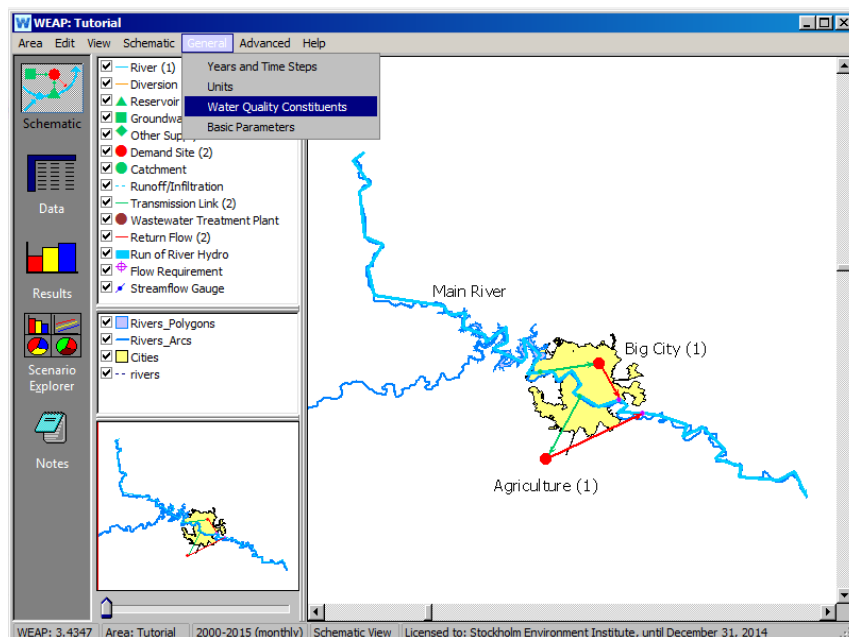 WEAP: Tutorial
Area Edit View Schematic General Advanced Help
Years and Time Steps
Units
Water Quality Constituents
Basic Parameters
Schematic
Data
Results
Scenario
Explorer
Notes
River (1)
Diversion
Reservoir
Groundwa
Other Supp
Demand Site (2)
Catchment
Runoff/Infiltration
Transmission Link (2)
Wastewater Treatment Plant
Return Flow (2)
Run of River Hydro
Flow Requirement
Streamflow Gauge
Rivers_Polygons
Rivers_Arcs
Cities
rivers
Main River
Big City (1)
Agriculture (1)
WEAP: 3.4347 Area: Tutorial 2000-2015 (monthly) Schematic View Licensed to: Stockholm Environment Institute, until December 31, 2014